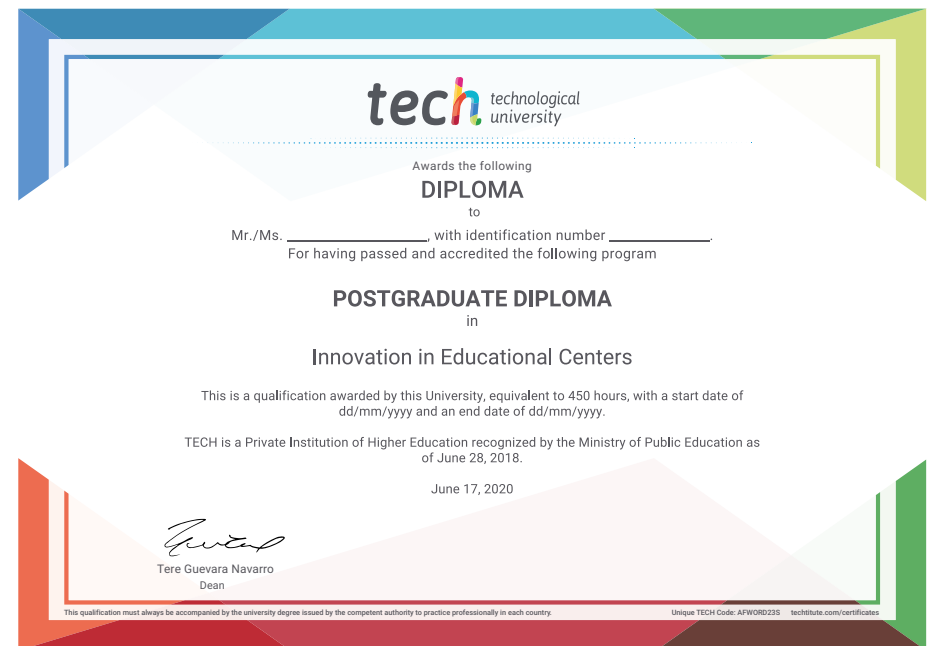 tech technological
university
Awards the following
DIPLOMA
to
Mr./Ms. ____________________, with identification number ______________.
For having passed and accredited the following program
POSTGRADUATE DIPLOMA
in
Innovation in Educational Centers
This is a qualification awarded by this University, equivalent to 450 hours, with a start date of
dd/mm/yyyy and an end date of dd/mm/yyyy.
TECH is a Private Institution of Higher Education recognized by the Ministry of Public Education as
of June 28, 2018.
June 17, 2020
Tere Guevara Navarro
Dean
This qualification must always be accompanied by the university degree issued by the competent authority to practice professionally in each country. Unique TECH Code: AFWORD23S techtitute.com/certificates